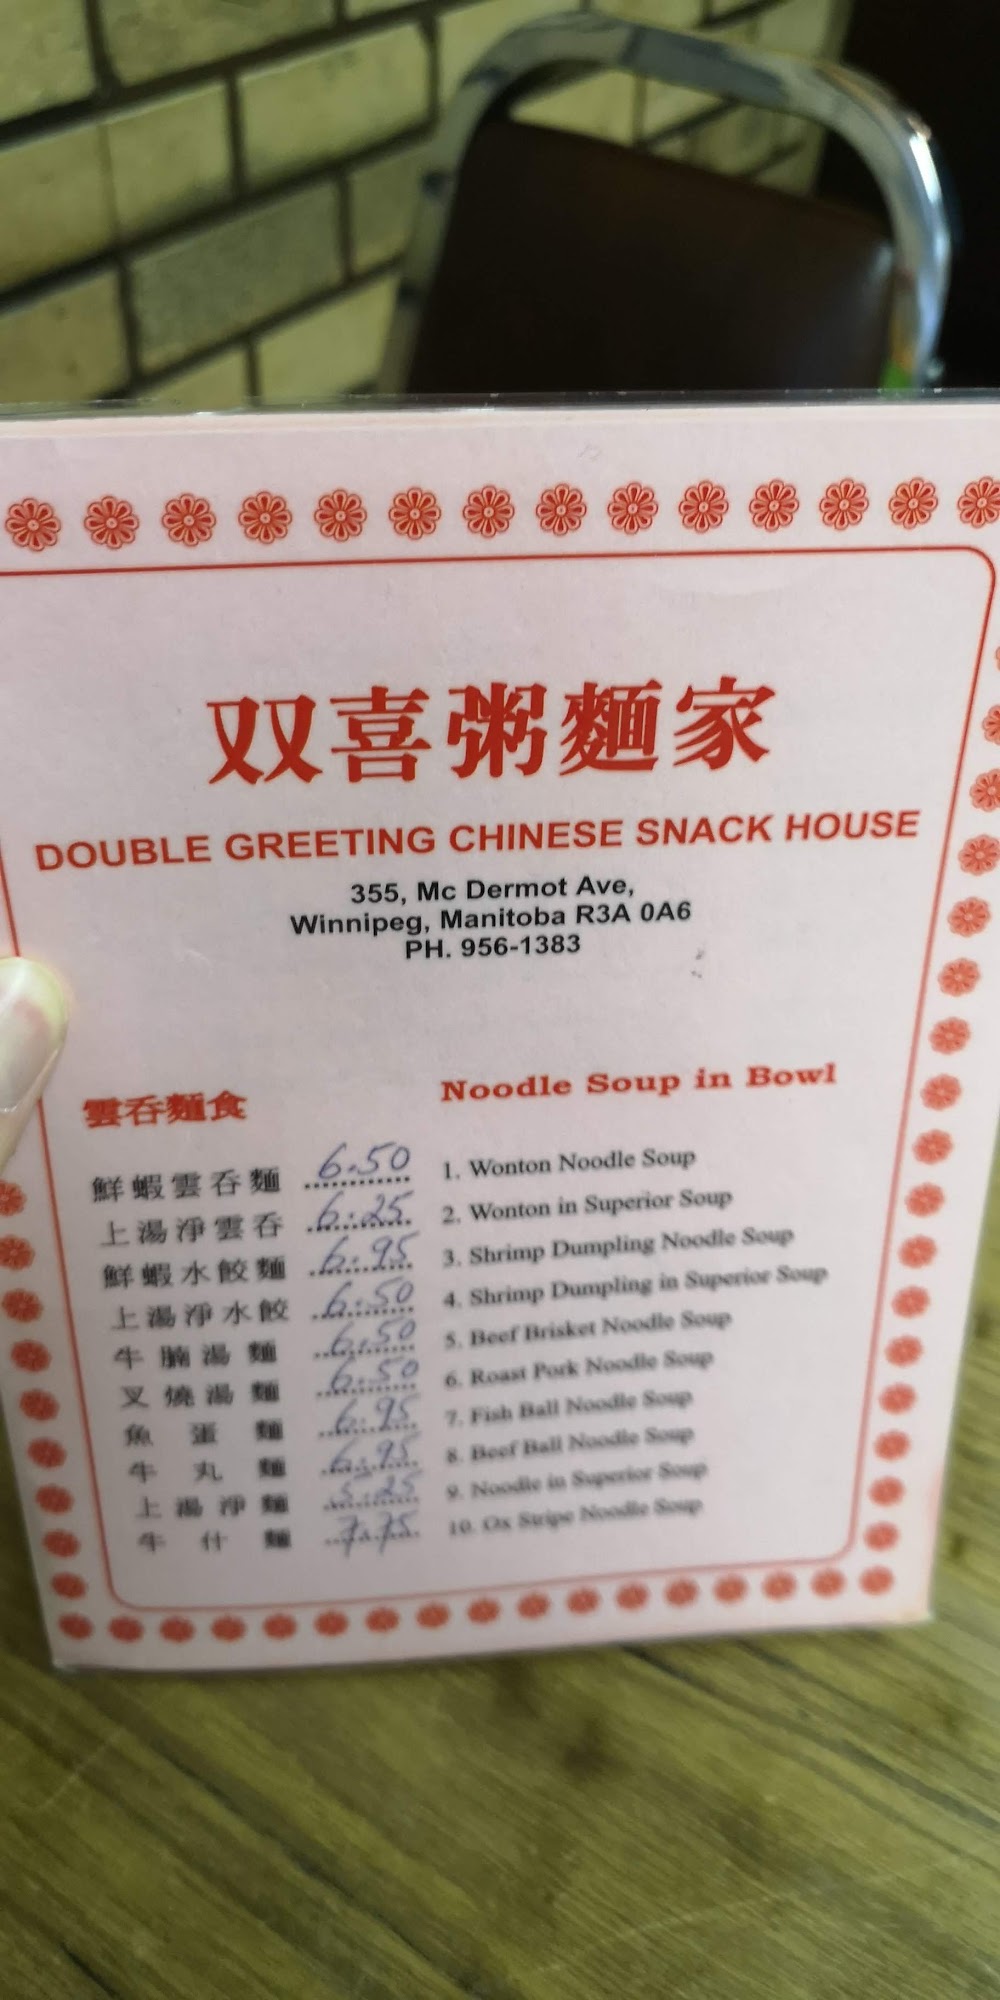 双喜粥麵家
DOUBLE GREETING CHINESE SNACK HOUSE
355, Mc Dermot Ave,
Winnipeg, Manitoba R3A 0A6
PH. 956-1383
雲吞麵食 Noodle Soup in Bowl
鮮蝦雲吞麵 6.50 1. Wonton Noodle Soup
上湯淨雲吞 6.25 2. Wonton in Superior Soup
鮮蝦水餃麵 6.95 3. Shrimp Dumpling Noodle Soup
上湯淨水餃 6.50 4. Shrimp Dumpling in Superior Soup
牛腩湯麵 6.50 5. Beef Brisket Noodle Soup
叉燒湯麵 6.50 6. Roast Pork Noodle Soup
魚蛋麵 6.95 7. Fish Ball Noodle Soup
牛丸麵 6.95 8. Beef Ball Noodle Soup
上湯淨麵 5.25 9. Noodle in Superior Soup
牛什麵 7.75 10. Ox Stripe Noodle Soup